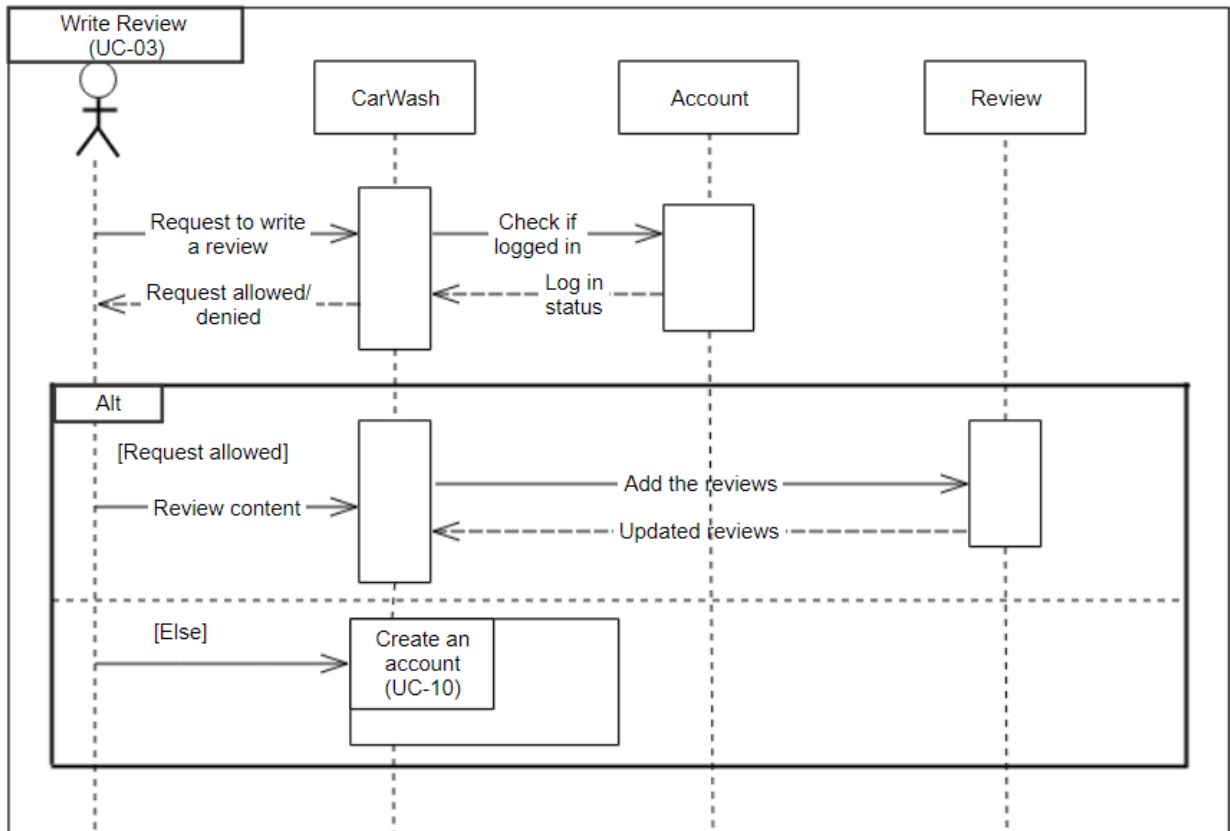 Write Review
(UC-03)
CarWash
Account
Review
Request to write
a review
Check if
logged in
Request allowed/
denied
Log in
status
Alt
[Request allowed]
Add the reviews
Review content
Updated reviews
[Else]
Create an
account
(UC-10)